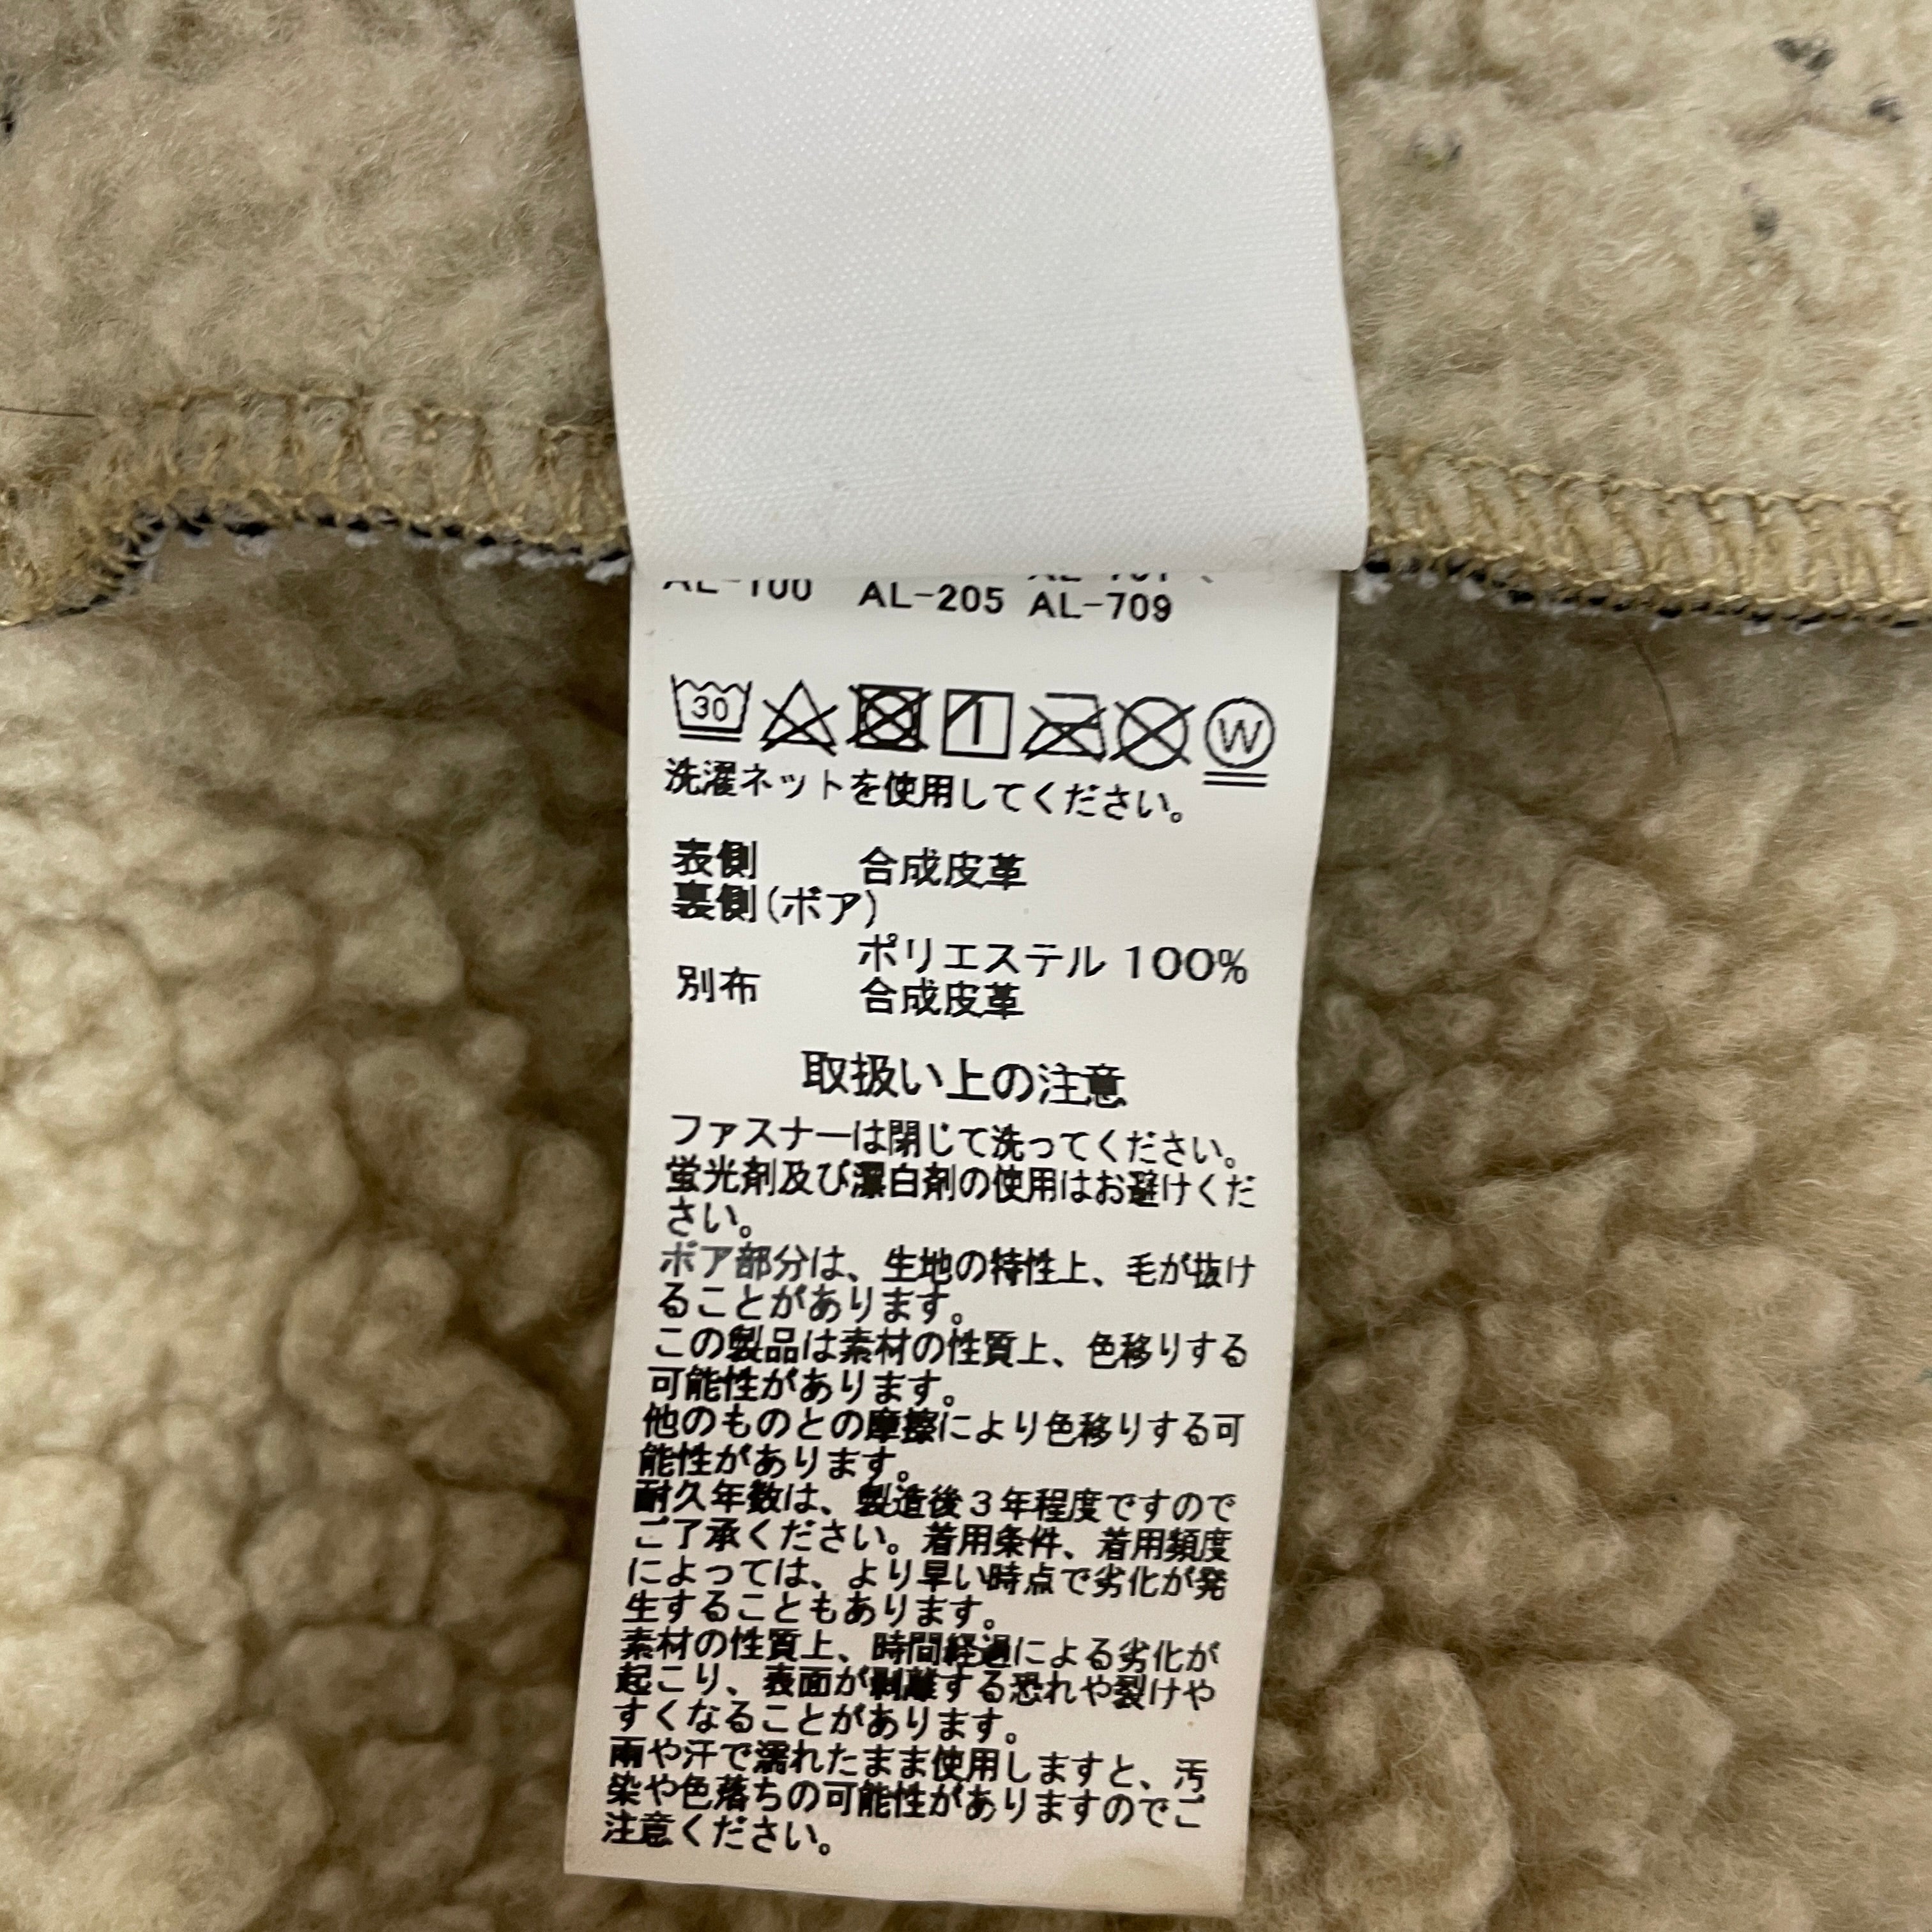 AL-100 AL-205 AL-709
30 W
洗濯ネットを使用してください。
表側 合成皮革
裏側(ボア)
ポリエステル 100%
別布 合成皮革
取扱い上の注意
ファスナーは閉じて洗ってください。
蛍光剤及び漂白剤の使用はお避けくだ
さい。
ボア部分は、生地の特性上、毛が抜け
ることがあります。
この製品は素材の性質上、色移りする
可能性があります。
他のものとの摩擦により色移りする可
能性があります。
耐久年数は、製造後3年程度ですので
ご了承ください。着用条件、着用頻度
によっては、より早い時点で劣化が発
生することもあります。
素材の性質上、時間経過による劣化が
起こり、表面が剥離する恐れや裂けや
すくなることがあります。
雨や汗で濡れたまま使用しますと、汚
染や色落ちの可能性がありますのでご
注意ください。